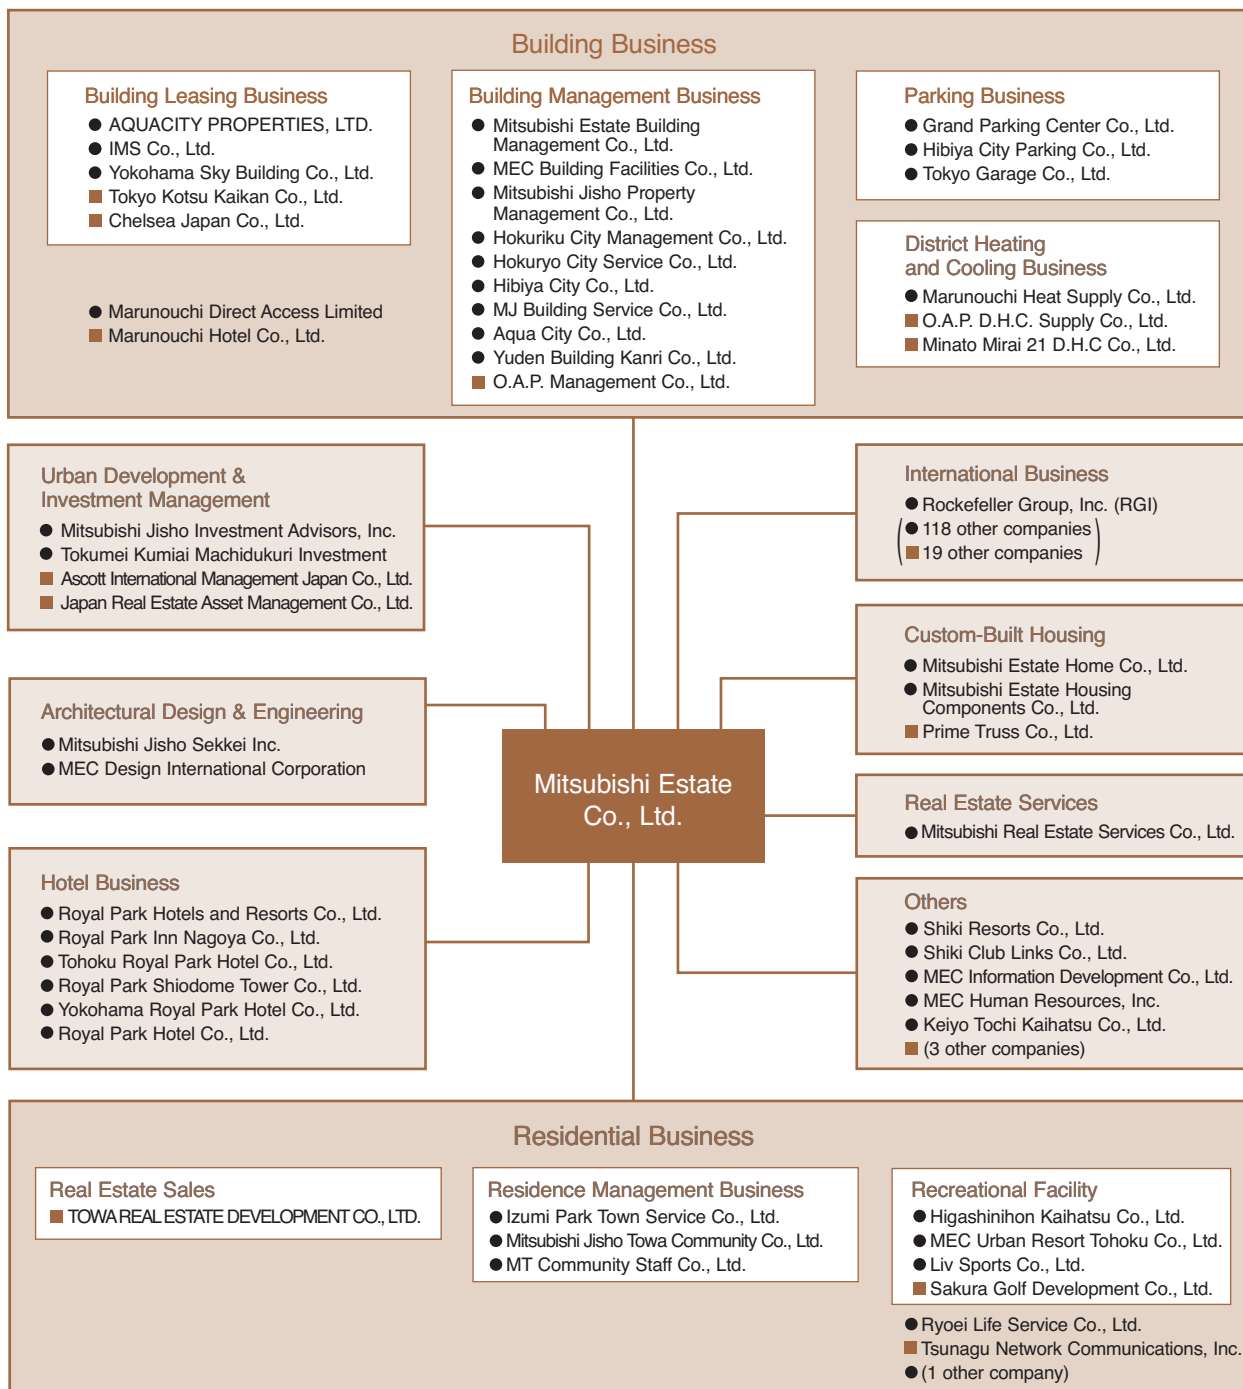 Building Business
Building Leasing Business
● AQUACITY PROPERTIES, LTD.
● IMS Co., Ltd.
● Yokohama Sky Building Co., Ltd.
■ Tokyo Kotsu Kaikan Co., Ltd.
■ Chelsea Japan Co., Ltd.
● Marunouchi Direct Access Limited
■ Marunouchi Hotel Co., Ltd.
Building Management Business
● Mitsubishi Estate Building
Management Co., Ltd.
● MEC Building Facilities Co., Ltd.
● Mitsubishi Jisho Property
Management Co., Ltd.
● Hokuriku City Management Co., Ltd.
● Hokuryo City Service Co., Ltd.
● Hibiya City Co., Ltd.
● MJ Building Service Co., Ltd.
● Aqua City Co., Ltd.
● Yuden Building Kanri Co., Ltd.
■ O.A.P. Management Co., Ltd.
Parking Business
● Grand Parking Center Co., Ltd.
● Hibiya City Parking Co., Ltd.
● Tokyo Garage Co., Ltd.
District Heating
and Cooling Business
● Marunouchi Heat Supply Co., Ltd.
■ O.A.P. D.H.C. Supply Co., Ltd.
■ Minato Mirai 21 D.H.C Co., Ltd.
Urban Development &
Investment Management
● Mitsubishi Jisho Investment Advisors, Inc.
● Tokumei Kumiai Machidukuri Investment
■ Ascott International Management Japan Co., Ltd.
■ Japan Real Estate Asset Management Co., Ltd.
Architectural Design & Engineering
● Mitsubishi Jisho Sekkei Inc.
● MEC Design International Corporation
Hotel Business
● Royal Park Hotels and Resorts Co., Ltd.
● Royal Park Inn Nagoya Co., Ltd.
● Tohoku Royal Park Hotel Co., Ltd.
● Royal Park Shiodome Tower Co., Ltd.
● Yokohama Royal Park Hotel Co., Ltd.
● Royal Park Hotel Co., Ltd.
Mitsubishi Estate
Co., Ltd.
International Business
● Rockefeller Group, Inc. (RGI)
(● 118 other companies
■ 19 other companies)
Custom-Built Housing
● Mitsubishi Estate Home Co., Ltd.
● Mitsubishi Estate Housing
Components Co., Ltd.
■ Prime Truss Co., Ltd.
Real Estate Services
● Mitsubishi Real Estate Services Co., Ltd.
Others
● Shiki Resorts Co., Ltd.
● Shiki Club Links Co., Ltd.
● MEC Information Development Co., Ltd.
● MEC Human Resources, Inc.
● Keiyo Tochi Kaihatsu Co., Ltd.
■ (3 other companies)
Residential Business
Real Estate Sales
■ TOWA REAL ESTATE DEVELOPMENT CO., LTD.
Residence Management Business
● Izumi Park Town Service Co., Ltd.
● Mitsubishi Jisho Towa Community Co., Ltd.
● MT Community Staff Co., Ltd.
Recreational Facility
● Higashinihon Kaihatsu Co., Ltd.
● MEC Urban Resort Tohoku Co., Ltd.
● Liv Sports Co., Ltd.
■ Sakura Golf Development Co., Ltd.
● Ryoei Life Service Co., Ltd.
■ Tsunagu Network Communications, Inc.
● (1 other company)